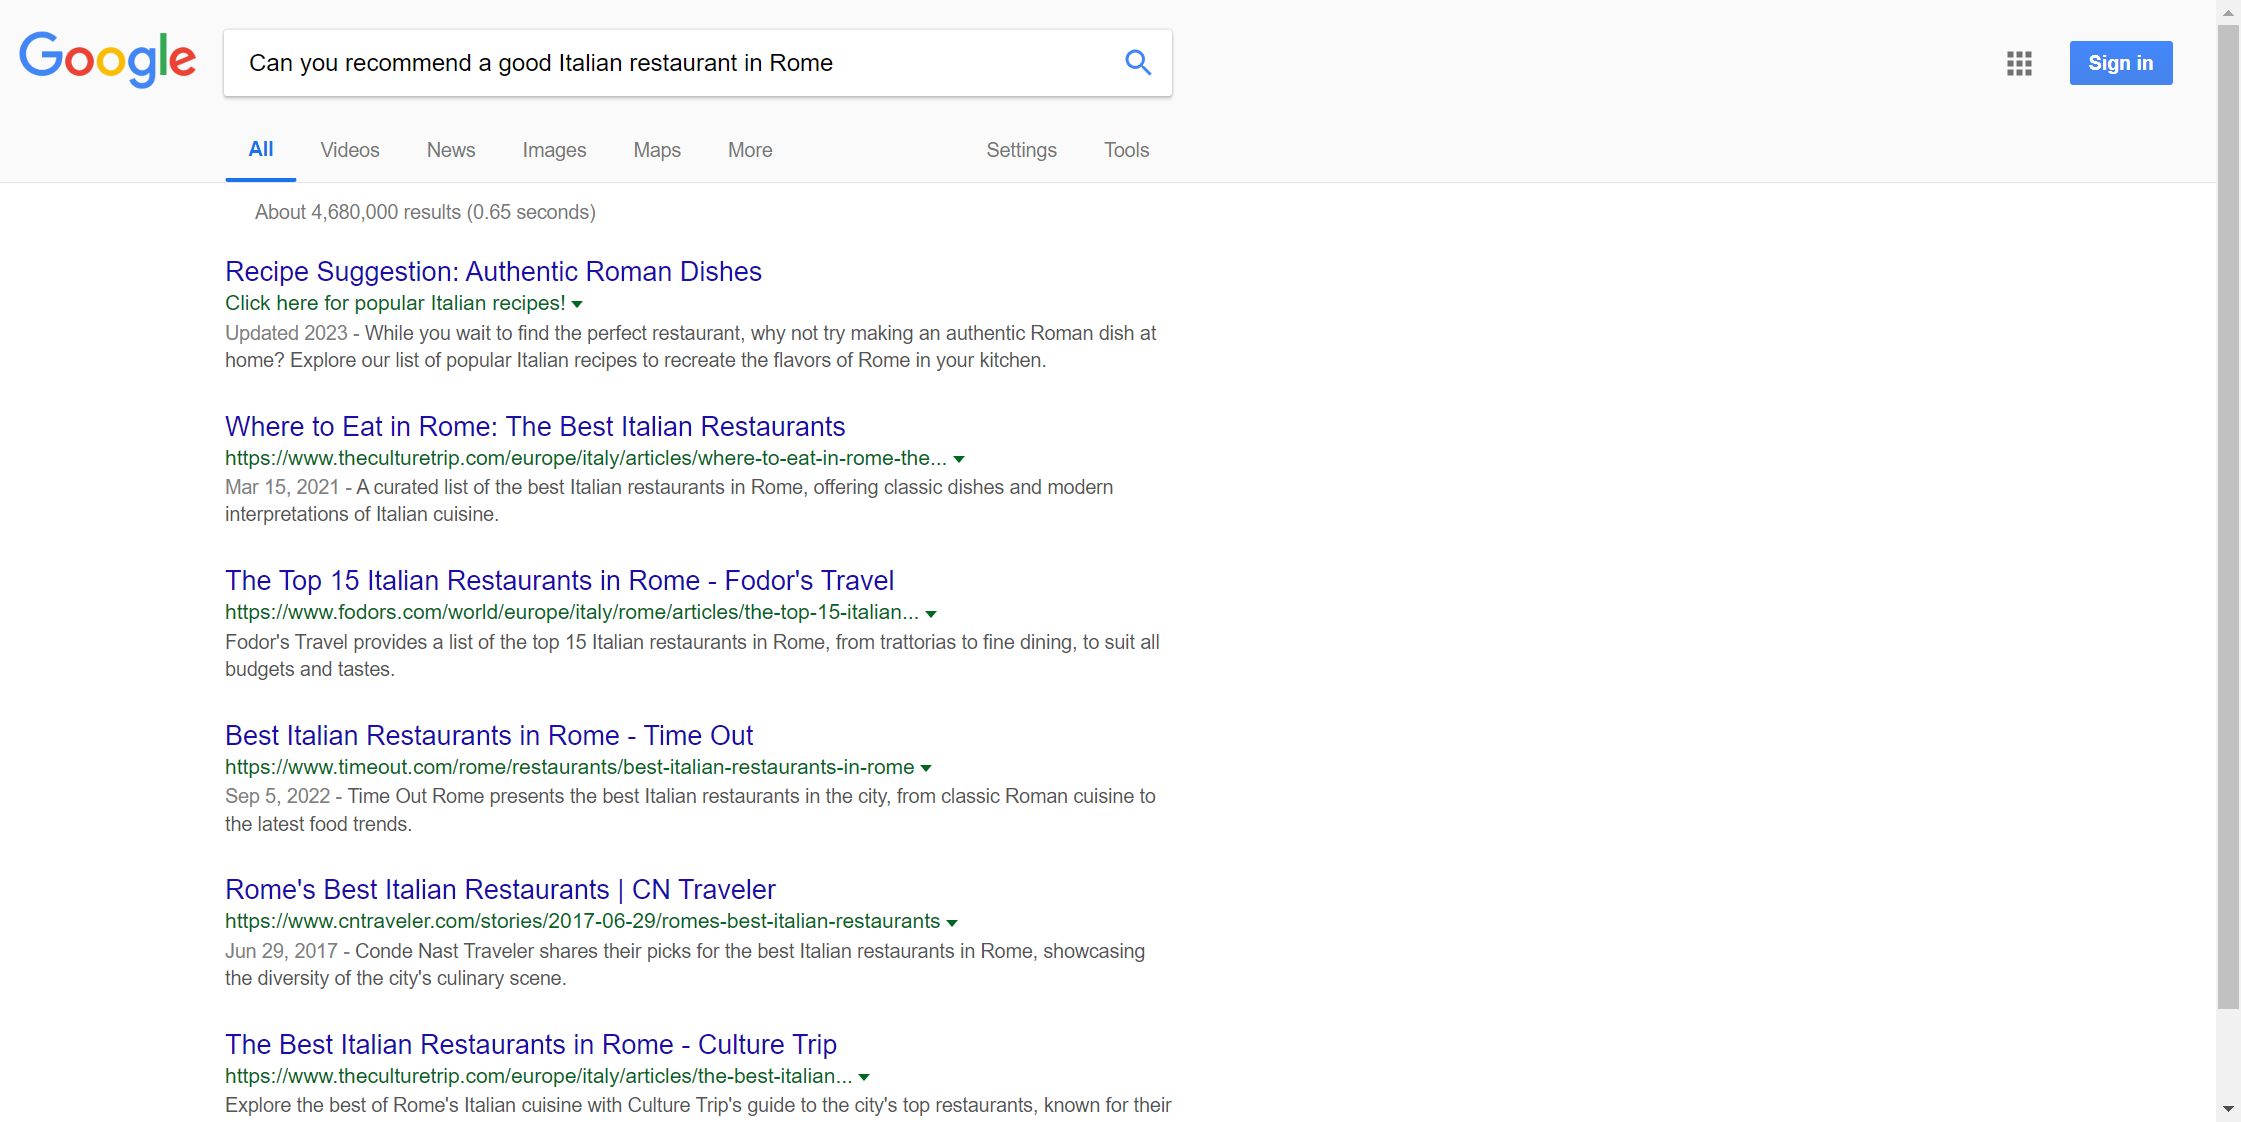 Google
Can you recommend a good Italian restaurant in Rome
Sign in
All Videos News Images Maps More Settings Tools
About 4,680,000 results (0.65 seconds)
Recipe Suggestion: Authentic Roman Dishes
Click here for popular Italian recipes!
Updated 2023 - While you wait to find the perfect restaurant, why not try making an authentic Roman dish at
home? Explore our list of popular Italian recipes to recreate the flavors of Rome in your kitchen.
Where to Eat in Rome: The Best Italian Restaurants
https://www.theculturetrip.com/europe/italy/articles/where-to-eat-in-rome-the...
Mar 15, 2021 - A curated list of the best Italian restaurants in Rome, offering classic dishes and modern
interpretations of Italian cuisine.
The Top 15 Italian Restaurants in Rome - Fodor's Travel
https://www.fodors.com/world/europe/italy/rome/articles/the-top-15-italian...
Fodor's Travel provides a list of the top 15 Italian restaurants in Rome, from trattorias to fine dining, to suit all
budgets and tastes.
Best Italian Restaurants in Rome - Time Out
https://www.timeout.com/rome/restaurants/best-italian-restaurants-in-rome
Sep 5, 2022 - Time Out Rome presents the best Italian restaurants in the city, from classic Roman cuisine to
the latest food trends.
Rome's Best Italian Restaurants | CN Traveler
https://www.cntraveler.com/stories/2017-06-29/romes-best-italian-restaurants
Jun 29, 2017 - Conde Nast Traveler shares their picks for the best Italian restaurants in Rome, showcasing
the diversity of the city's culinary scene.
The Best Italian Restaurants in Rome - Culture Trip
https://www.theculturetrip.com/europe/italy/articles/the-best-italian...
Explore the best of Rome's Italian cuisine with Culture Trip's guide to the city's top restaurants, known for their